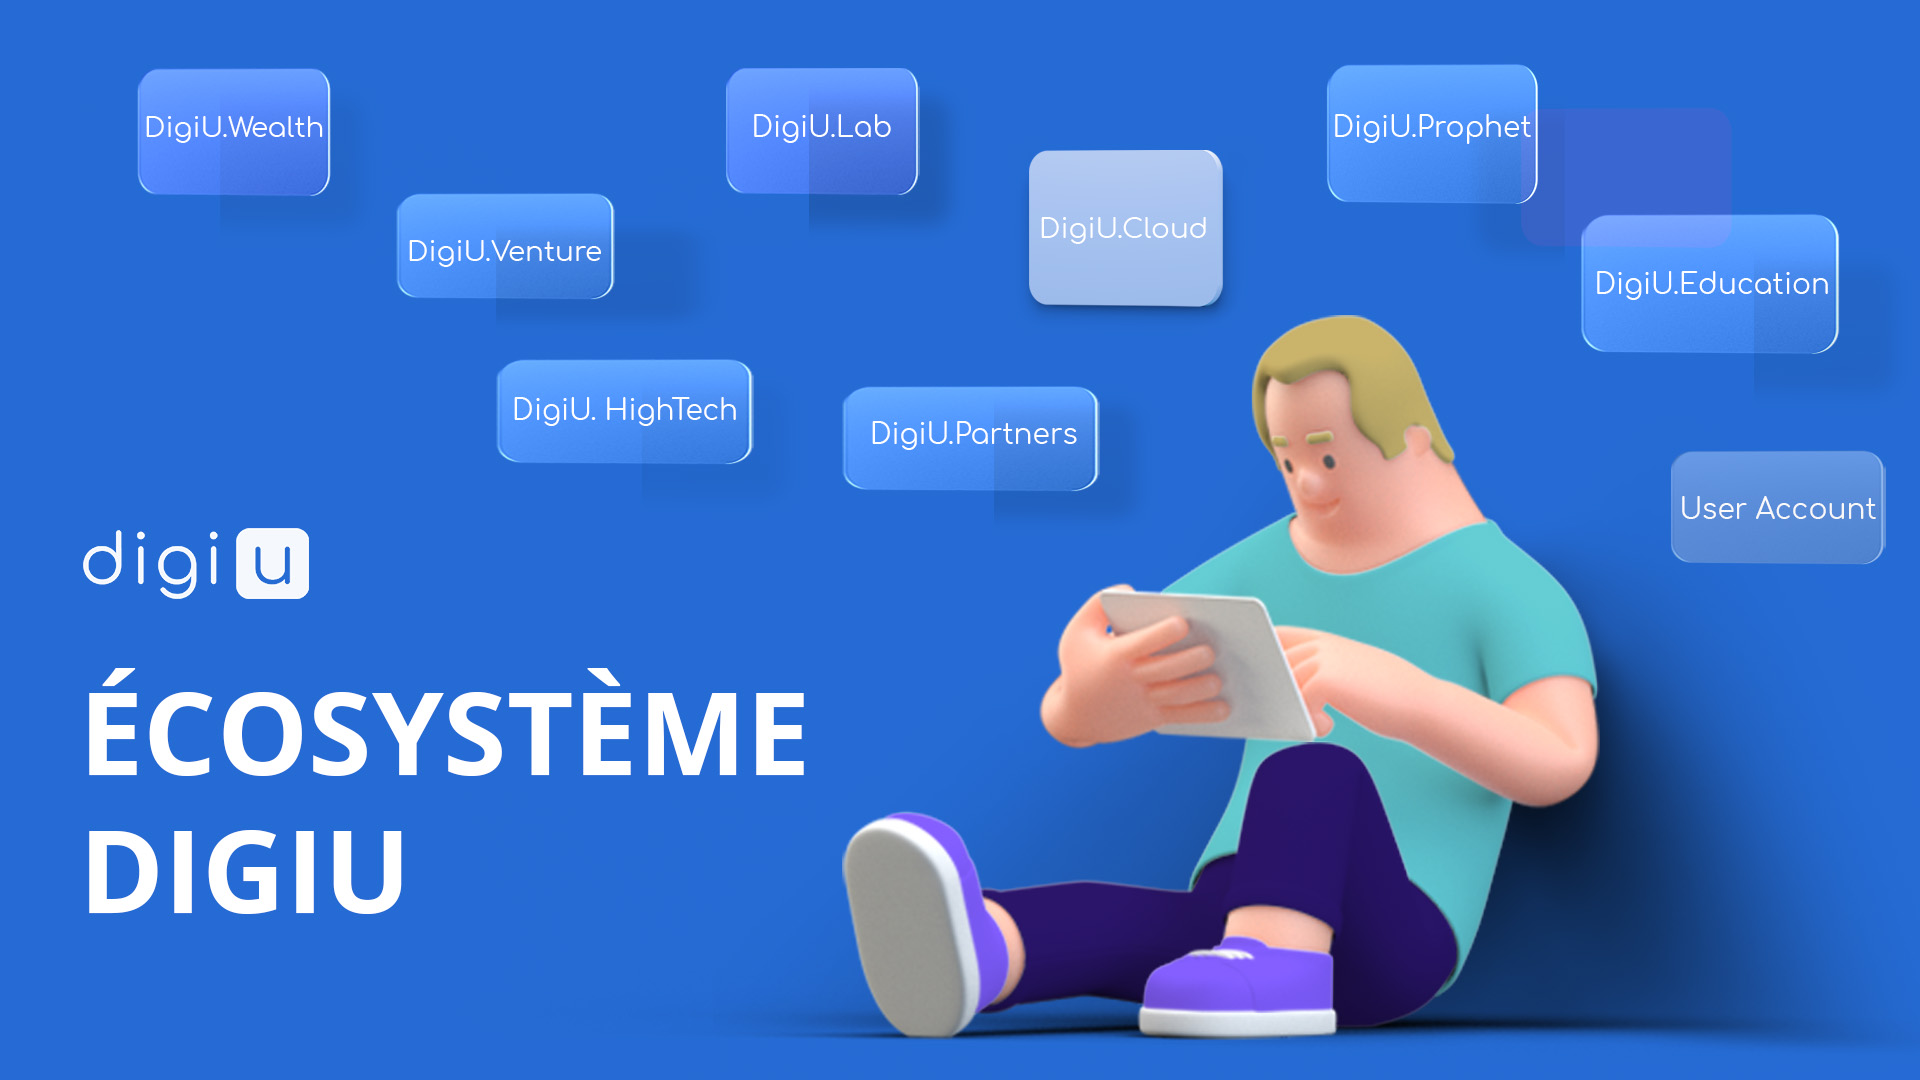 DigiU.Wealth
DigiU.Lab
DigiU.Prophet
DigiU.Venture
DigiU.Cloud
DigiU.Education
DigiU. HighTech
DigiU.Partners
User Account
digi u
ÉCOSYSTÈME
DIGIU